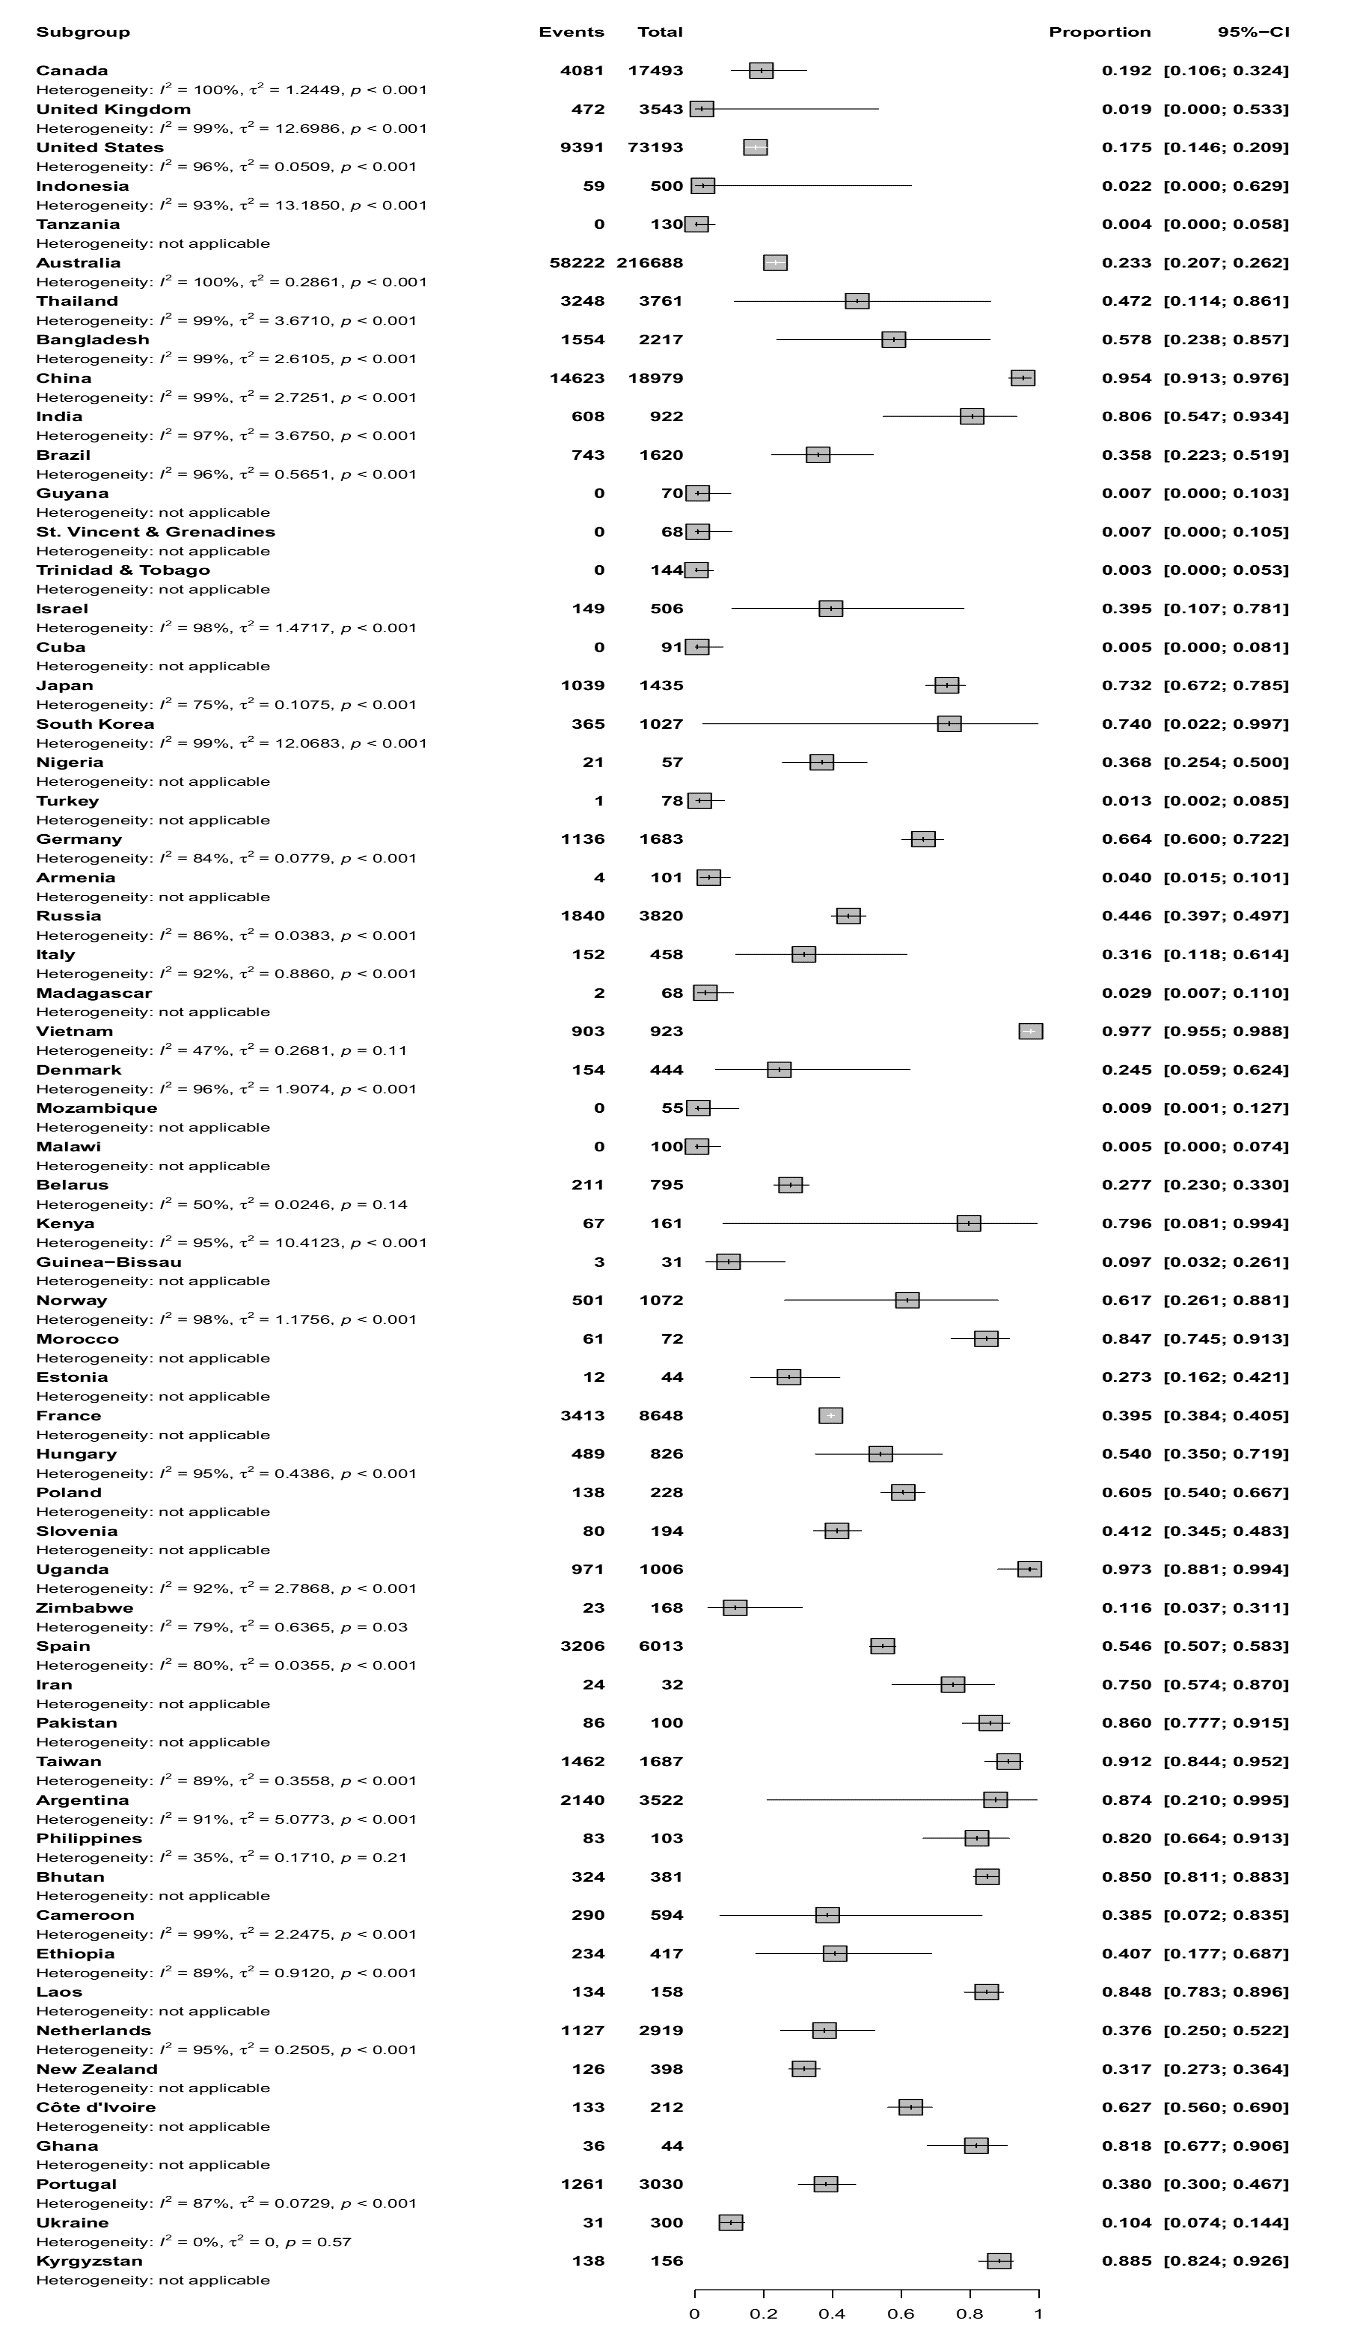 Subgroup Events Total Proportion 95%−CI
Canada 4081 17493 0.192 [0.106; 0.324]
Heterogeneity: I² = 100%, τ² = 1.2449, p < 0.001
United Kingdom 472 3543 0.019 [0.000; 0.533]
Heterogeneity: I² = 99%, τ² = 12.6986, p < 0.001
United States 9391 73193 0.175 [0.146; 0.209]
Heterogeneity: I² = 96%, τ² = 0.0509, p < 0.001
Indonesia 59 500 0.022 [0.000; 0.629]
Heterogeneity: I² = 93%, τ² = 13.1850, p < 0.001
Tanzania 0 130 0.004 [0.000; 0.058]
Heterogeneity: not applicable
Australia 58222 216688 0.233 [0.207; 0.262]
Heterogeneity: I² = 100%, τ² = 0.2861, p < 0.001
Thailand 3248 3761 0.472 [0.114; 0.861]
Heterogeneity: I² = 99%, τ² = 3.6710, p < 0.001
Bangladesh 1554 2217 0.578 [0.238; 0.857]
Heterogeneity: I² = 99%, τ² = 2.6105, p < 0.001
China 14623 18979 0.954 [0.913; 0.976]
Heterogeneity: I² = 99%, τ² = 2.7251, p < 0.001
India 608 922 0.806 [0.547; 0.934]
Heterogeneity: I² = 97%, τ² = 3.6750, p < 0.001
Brazil 743 1620 0.358 [0.223; 0.519]
Heterogeneity: I² = 96%, τ² = 0.5651, p < 0.001
Guyana 0 70 0.007 [0.000; 0.103]
Heterogeneity: not applicable
St. Vincent & Grenadines 0 68 0.007 [0.000; 0.105]
Heterogeneity: not applicable
Trinidad & Tobago 0 144 0.003 [0.000; 0.053]
Heterogeneity: not applicable
Israel 149 506 0.395 [0.107; 0.781]
Heterogeneity: I² = 98%, τ² = 1.4717, p < 0.001
Cuba 0 91 0.005 [0.000; 0.081]
Heterogeneity: not applicable
Japan 1039 1435 0.732 [0.672; 0.785]
Heterogeneity: I² = 75%, τ² = 0.1075, p < 0.001
South Korea 365 1027 0.740 [0.022; 0.997]
Heterogeneity: I² = 99%, τ² = 12.0683, p < 0.001
Nigeria 21 57 0.368 [0.254; 0.500]
Heterogeneity: not applicable
Turkey 1 78 0.013 [0.002; 0.085]
Heterogeneity: not applicable
Germany 1136 1683 0.664 [0.600; 0.722]
Heterogeneity: I² = 84%, τ² = 0.0779, p < 0.001
Armenia 4 101 0.040 [0.015; 0.101]
Heterogeneity: not applicable
Russia 1840 3820 0.446 [0.397; 0.497]
Heterogeneity: I² = 86%, τ² = 0.0383, p < 0.001
Italy 152 458 0.316 [0.118; 0.614]
Heterogeneity: I² = 92%, τ² = 0.8860, p < 0.001
Madagascar 2 68 0.029 [0.007; 0.110]
Heterogeneity: not applicable
Vietnam 903 923 0.977 [0.955; 0.988]
Heterogeneity: I² = 47%, τ² = 0.2681, p = 0.11
Denmark 154 444 0.245 [0.059; 0.624]
Heterogeneity: I² = 96%, τ² = 1.9074, p < 0.001
Mozambique 0 55 0.009 [0.001; 0.127]
Heterogeneity: not applicable
Malawi 0 100 0.005 [0.000; 0.074]
Heterogeneity: not applicable
Belarus 211 795 0.277 [0.230; 0.330]
Heterogeneity: I² = 50%, τ² = 0.0246, p = 0.14
Kenya 67 161 0.796 [0.081; 0.994]
Heterogeneity: I² = 95%, τ² = 10.4123, p < 0.001
Guinea−Bissau 3 31 0.097 [0.032; 0.261]
Heterogeneity: not applicable
Norway 501 1072 0.617 [0.261; 0.881]
Heterogeneity: I² = 98%, τ² = 1.1756, p < 0.001
Morocco 61 72 0.847 [0.745; 0.913]
Heterogeneity: not applicable
Estonia 12 44 0.273 [0.162; 0.421]
Heterogeneity: not applicable
France 3413 8648 0.395 [0.384; 0.405]
Heterogeneity: not applicable
Hungary 489 826 0.540 [0.350; 0.719]
Heterogeneity: I² = 95%, τ² = 0.4386, p < 0.001
Poland 138 228 0.605 [0.540; 0.667]
Heterogeneity: not applicable
Slovenia 80 194 0.412 [0.345; 0.483]
Heterogeneity: not applicable
Uganda 971 1006 0.973 [0.881; 0.994]
Heterogeneity: I² = 92%, τ² = 2.7868, p < 0.001
Zimbabwe 23 168 0.116 [0.037; 0.311]
Heterogeneity: I² = 79%, τ² = 0.6365, p = 0.03
Spain 3206 6013 0.546 [0.507; 0.583]
Heterogeneity: I² = 80%, τ² = 0.0355, p < 0.001
Iran 24 32 0.750 [0.574; 0.870]
Heterogeneity: not applicable
Pakistan 86 100 0.860 [0.777; 0.915]
Heterogeneity: not applicable
Taiwan 1462 1687 0.912 [0.844; 0.952]
Heterogeneity: I² = 89%, τ² = 0.3558, p < 0.001
Argentina 2140 3522 0.874 [0.210; 0.995]
Heterogeneity: I² = 91%, τ² = 5.0773, p < 0.001
Philippines 83 103 0.820 [0.664; 0.913]
Heterogeneity: I² = 35%, τ² = 0.1710, p = 0.21
Bhutan 324 381 0.850 [0.811; 0.883]
Heterogeneity: not applicable
Cameroon 290 594 0.385 [0.072; 0.835]
Heterogeneity: I² = 99%, τ² = 2.2475, p < 0.001
Ethiopia 234 417 0.407 [0.177; 0.687]
Heterogeneity: I² = 89%, τ² = 0.9120, p < 0.001
Laos 134 158 0.848 [0.783; 0.896]
Heterogeneity: not applicable
Netherlands 1127 2919 0.376 [0.250; 0.522]
Heterogeneity: I² = 95%, τ² = 0.2505, p < 0.001
New Zealand 126 398 0.317 [0.273; 0.364]
Heterogeneity: not applicable
Côte d'Ivoire 133 212 0.627 [0.560; 0.690]
Heterogeneity: not applicable
Ghana 36 44 0.818 [0.677; 0.906]
Heterogeneity: not applicable
Portugal 1261 3030 0.380 [0.300; 0.467]
Heterogeneity: I² = 87%, τ² = 0.0729, p < 0.001
Ukraine 31 300 0.104 [0.074; 0.144]
Heterogeneity: I² = 0%, τ² = 0, p = 0.57
Kyrgyzstan 138 156 0.885 [0.824; 0.926]
Heterogeneity: not applicable
0 0.2 0.4 0.6 0.8 1